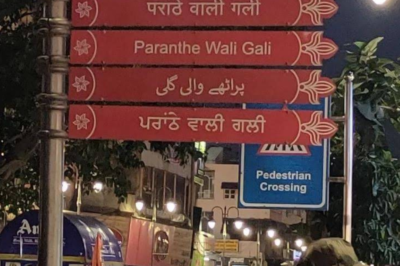 पराठे वाली गली
Paranthe Wali Gali
پراٹھے والی گلی
ਪਰਾਂਠੇ ਵਾਲੀ ਗਲੀ
Pedestrian
Crossing